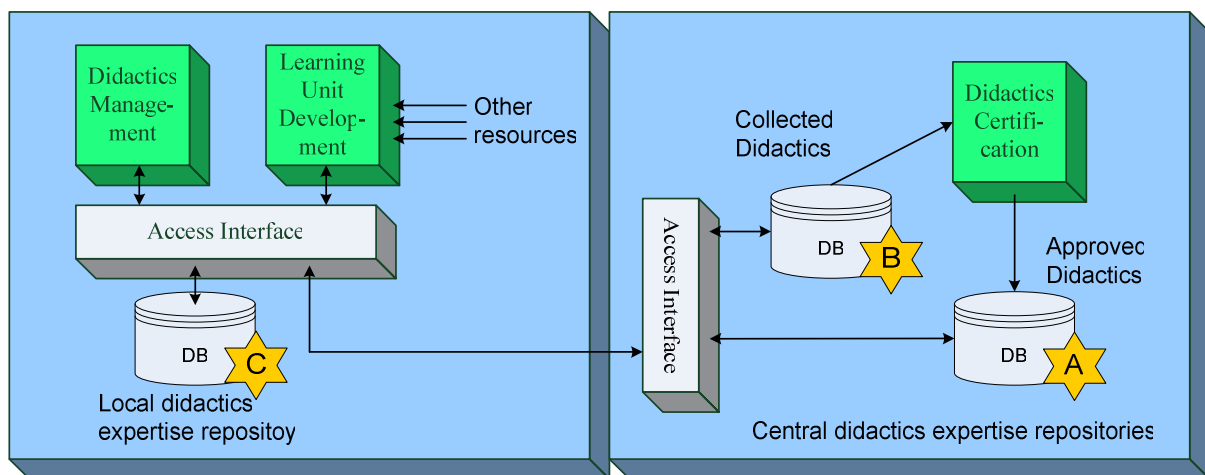 Didactics
Manage-
ment
Learning
Unit
Develop-
ment
Other
resources
Access Interface
DB
C
Local didactics
expertise repositoy
Collected
Didactics
Didactics
Certifi-
cation
Access Interface
DB
B
Approved
Didactics
DB
A
Central didactics expertise repositories